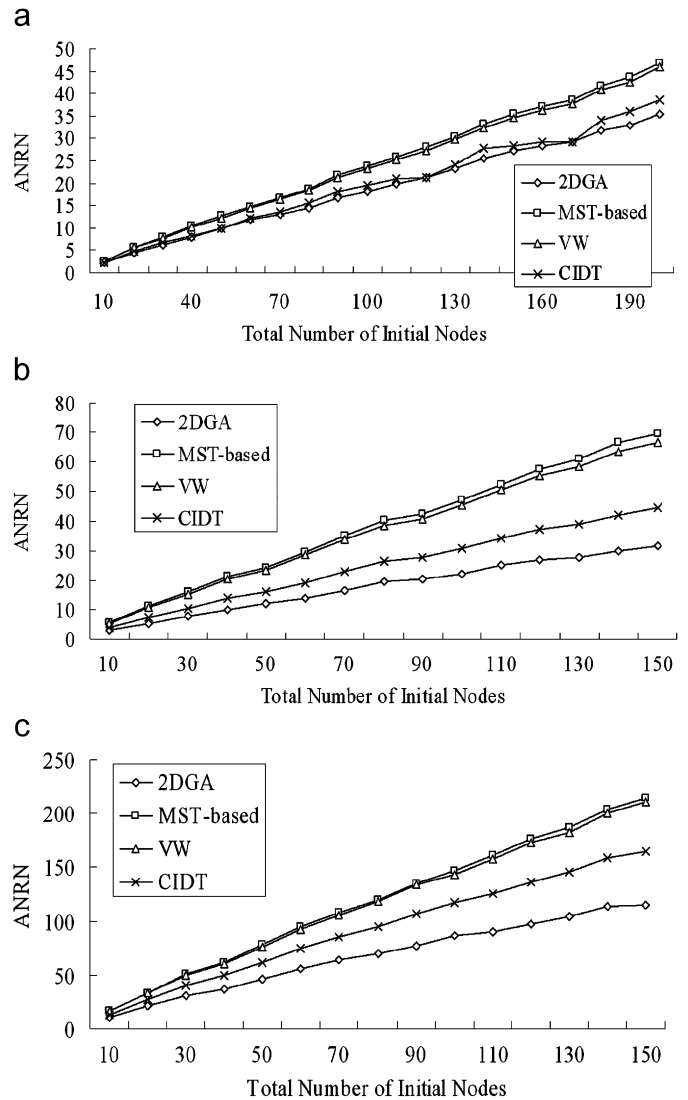 a
50
45
40
35
30
25
20
15
10
5
0
ANRN
2DGA
MST-based
VW
CIDT
10 40 70 100 130 160 190
Total Number of Initial Nodes
b
80
70
60
50
40
30
20
10
0
ANRN
2DGA
MST-based
VW
CIDT
10 30 50 70 90 110 130 150
Total Number of Initial Nodes
c
250
200
150
100
50
0
ANRN
2DGA
MST-based
VW
CIDT
10 30 50 70 90 110 130 150
Total Number of Initial Nodes